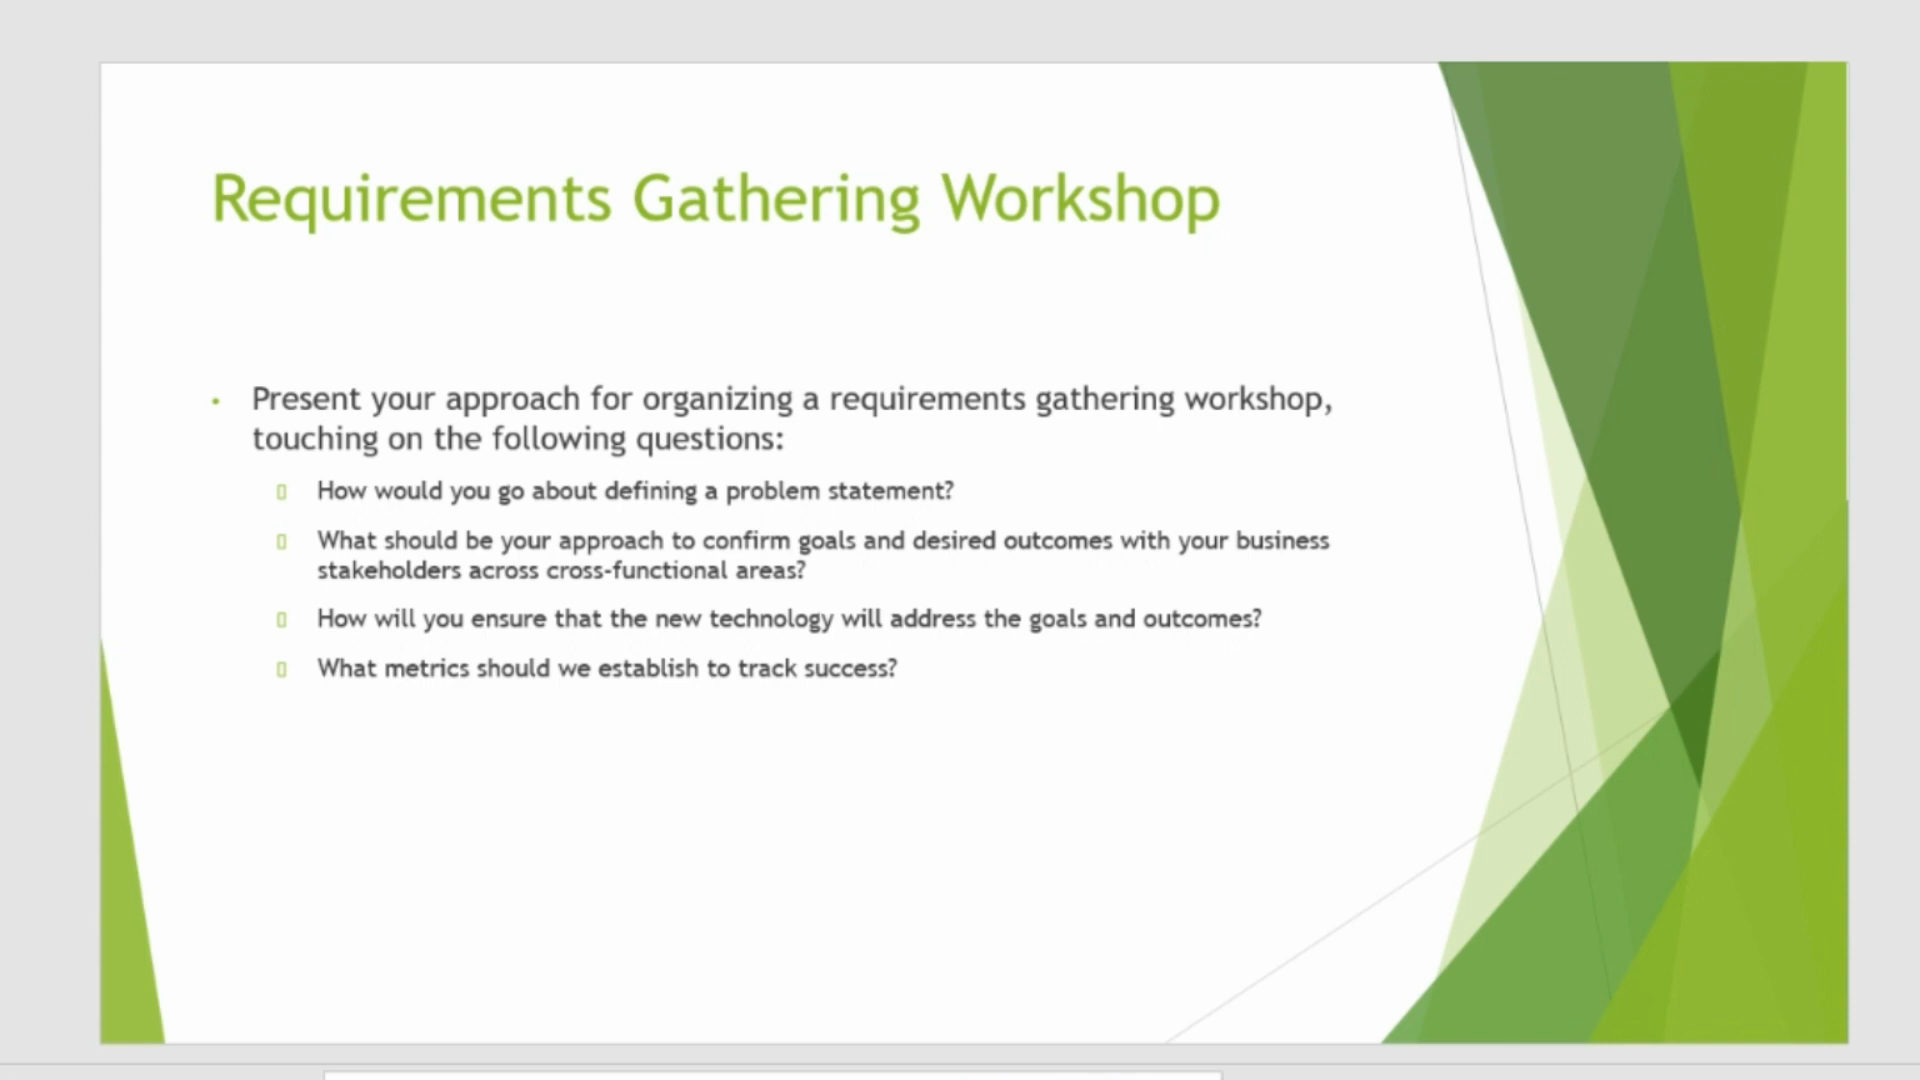 Requirements Gathering Workshop
• Present your approach for organizing a requirements gathering workshop,
touching on the following questions:
▯ How would you go about defining a problem statement?
▯ What should be your approach to confirm goals and desired outcomes with your business
stakeholders across cross-functional areas?
▯ How will you ensure that the new technology will address the goals and outcomes?
▯ What metrics should we establish to track success?